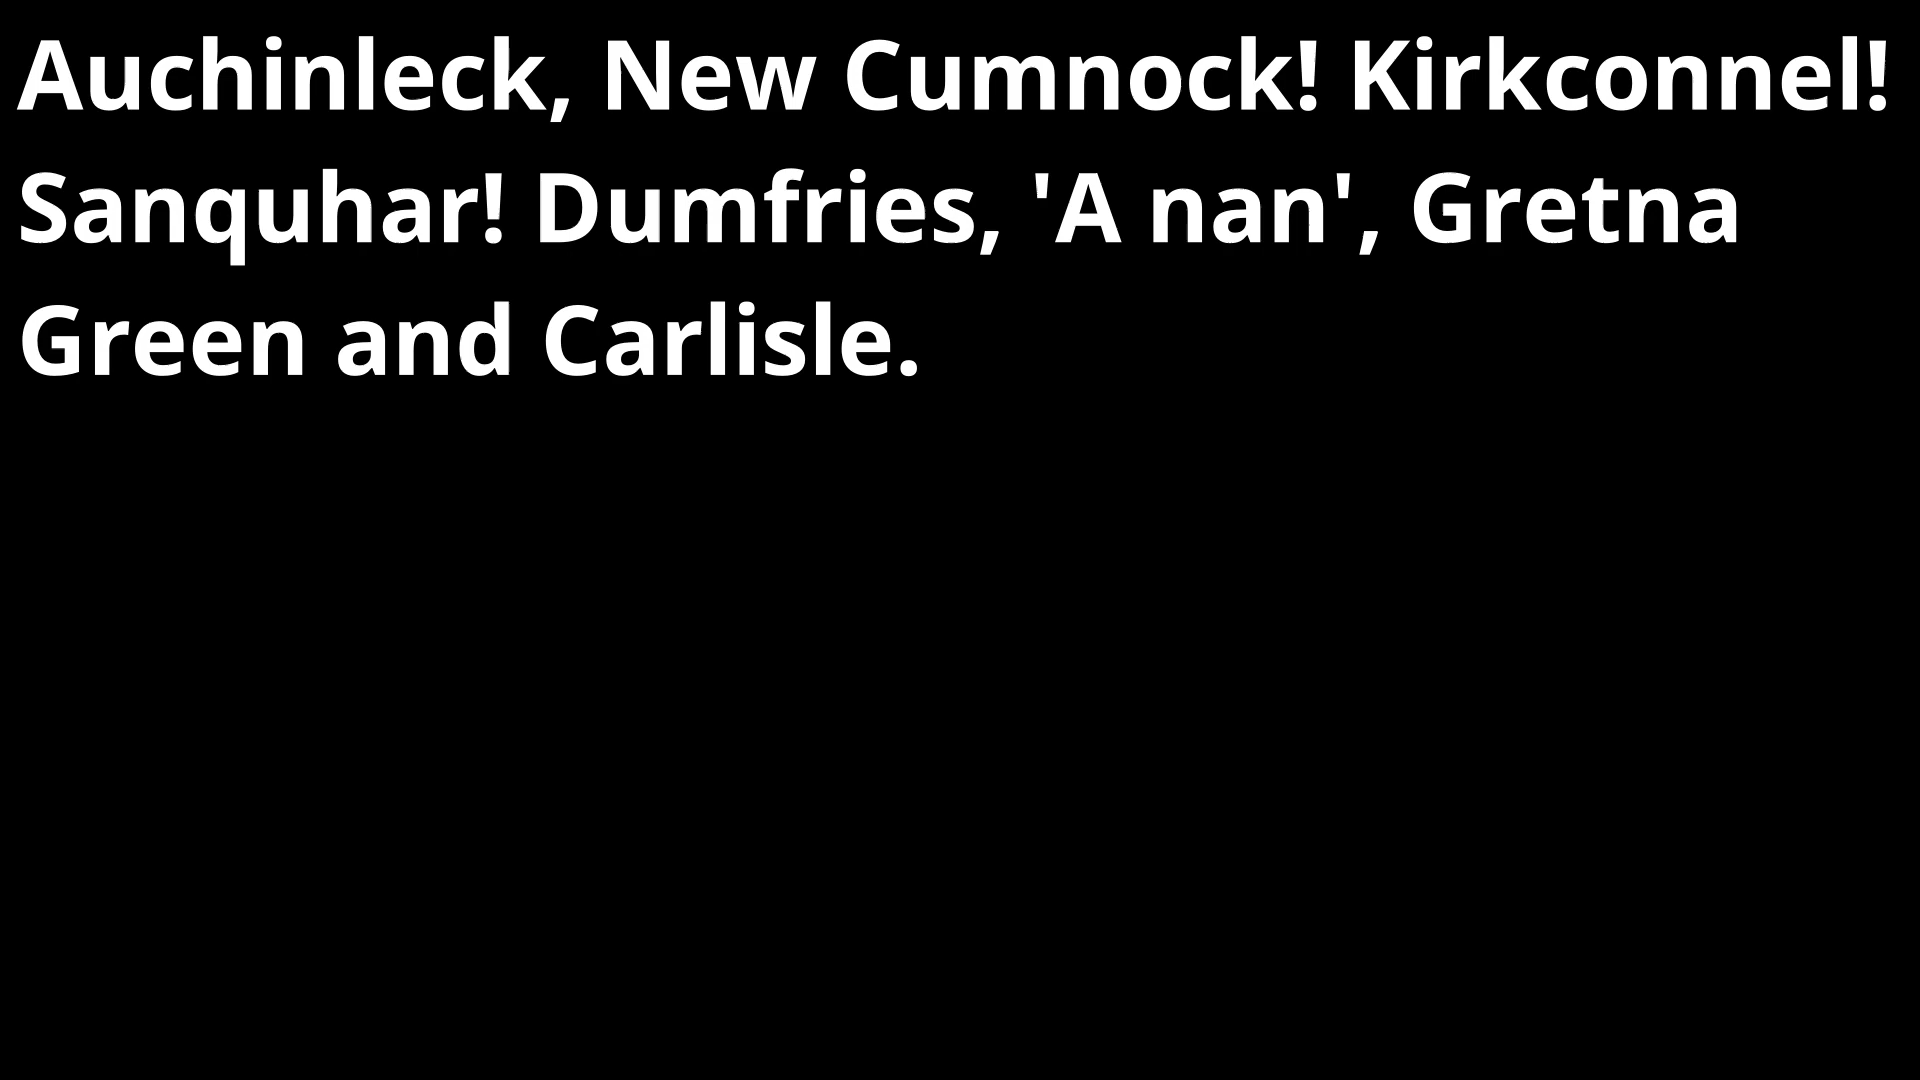 Auchinleck, New Cumnock! Kirkconnel!
Sanquhar! Dumfries, 'A nan', Gretna
Green and Carlisle.